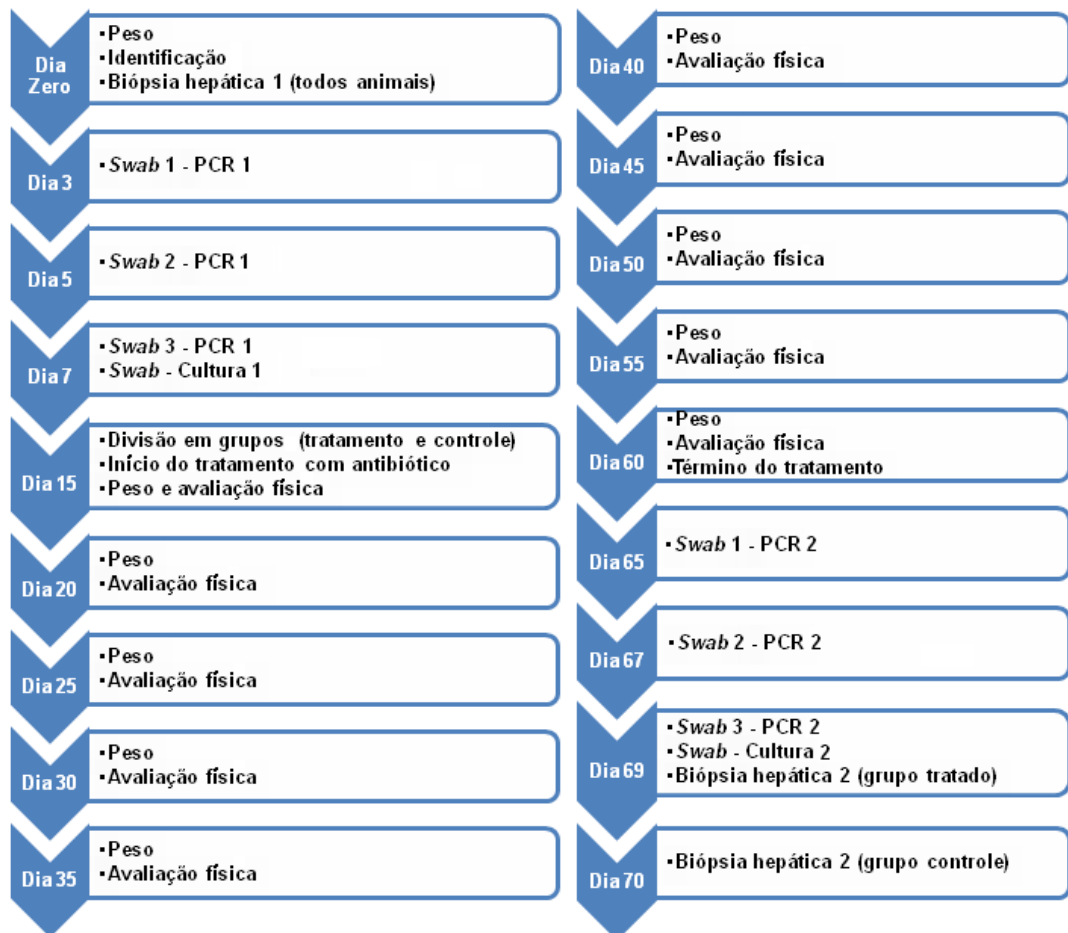 Dia
Zero
▪Peso
▪Identificação
▪Biópsia hepática 1 (todos animais)
Dia 3
▪Swab 1 - PCR 1
Dia 5
▪Swab 2 - PCR 1
Dia 7
▪Swab 3 - PCR 1
▪Swab - Cultura 1
Dia 15
▪Divisão em grupos (tratamento e controle)
▪Início do tratamento com antibiótico
▪Peso e avaliação física
Dia 20
▪Peso
▪Avaliação física
Dia 25
▪Peso
▪Avaliação física
Dia 30
▪Peso
▪Avaliação física
Dia 35
▪Peso
▪Avaliação física
Dia 40
▪Peso
▪Avaliação física
Dia 45
▪Peso
▪Avaliação física
Dia 50
▪Peso
▪Avaliação física
Dia 55
▪Peso
▪Avaliação física
Dia 60
▪Peso
▪Avaliação física
▪Término do tratamento
Dia 65
▪Swab 1 - PCR 2
Dia 67
▪Swab 2 - PCR 2
Dia 69
▪Swab 3 - PCR 2
▪Swab - Cultura 2
▪Biópsia hepática 2 (grupo tratado)
Dia 70
▪Biópsia hepática 2 (grupo controle)